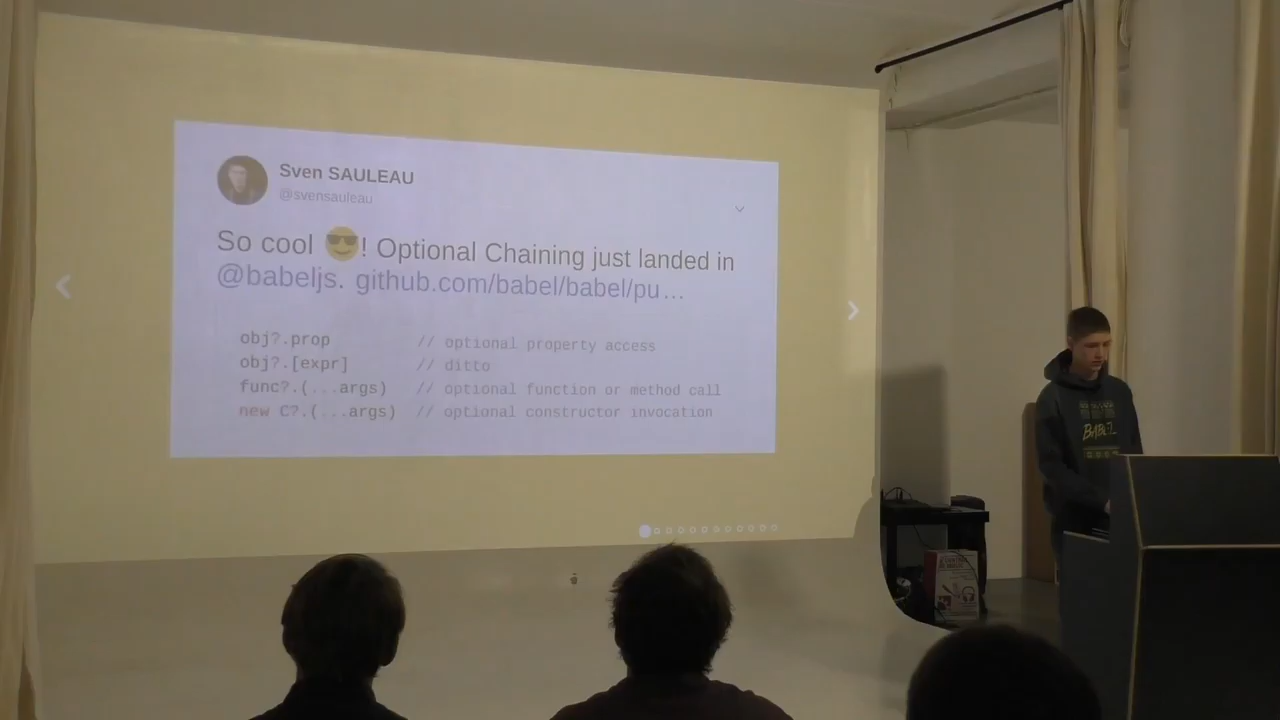 Sven SAULEAU
@svensauleau
So cool 😎! Optional Chaining just landed in
@babeljs. github.com/babel/babel/pu…
obj?.prop // optional property access
obj?.[expr] // ditto
func?.(...args) // optional function or method call
new C?.(...args) // optional constructor invocation
BABEL